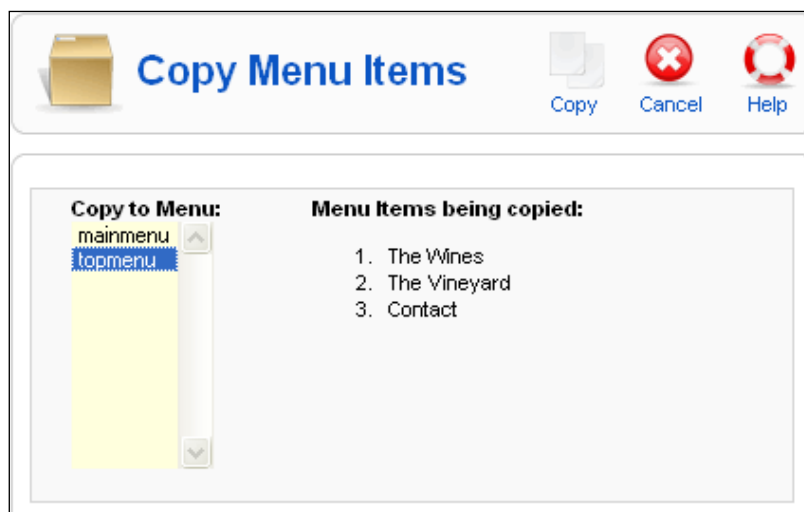 Copy Menu Items
Copy
Cancel
Help
Copy to Menu:
mainmenu
topmenu
Menu Items being copied:
1. The Wines
2. The Vineyard
3. Contact